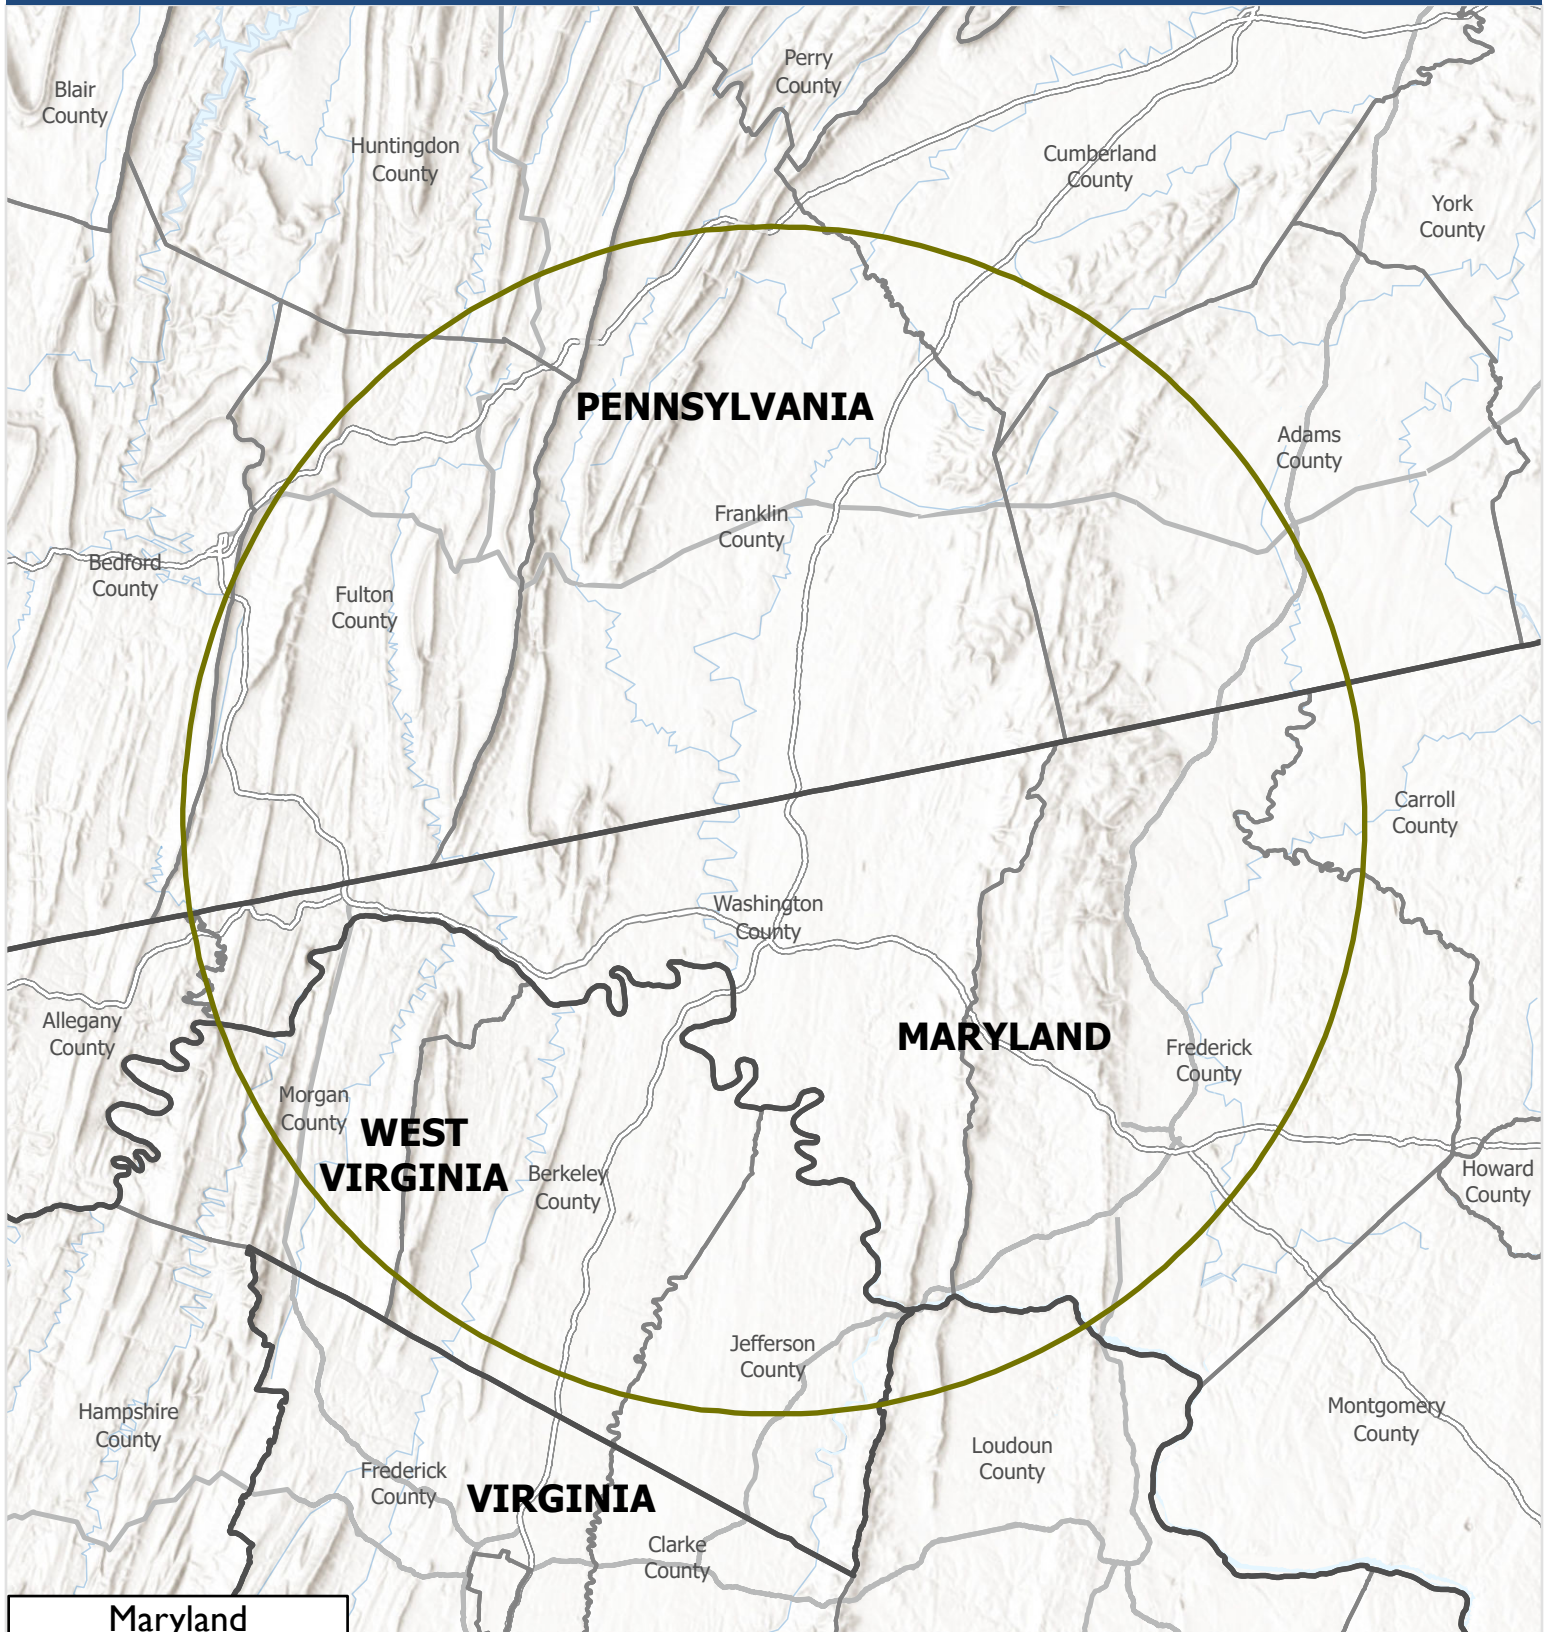 Perry
County
Blair
County
Huntingdon
County
Cumberland
County
York
County
PENNSYLVANIA
Adams
County
Franklin
County
Bedford
County
Fulton
County
Carroll
County
Washington
County
Allegany
County
MARYLAND
Frederick
County
Morgan
County
WEST
VIRGINIA
Berkeley
County
Howard
County
Jefferson
County
Hampshire
County
Montgomery
County
Loudoun
County
Frederick
County
VIRGINIA
Clarke
County
Maryland